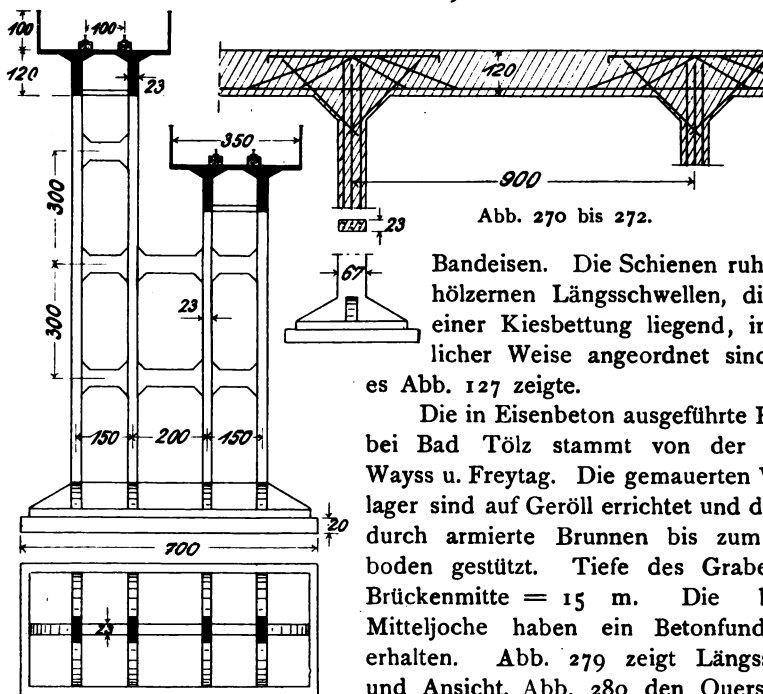 100
100
120
23
120
350
300
900
Abb. 270 bis 272.
23
67
300
23
150
200
150
20
700
23
Bandeisen. Die Schienen ruh
hölzernen Längsschwellen, di
einer Kiesbettung liegend, in
licher Weise angeordnet sind
es Abb. 127 zeigte.
Die in Eisenbeton ausgeführte
bei Bad Tölz stammt von der
Wayss u. Freytag. Die gemauerten
lager sind auf Geröll errichtet und d
durch armierte Brunnen bis zum
boden gestützt. Tiefe des Grabe
Brückenmitte = 15 m. Die
Mitteljoche haben ein Betonfund
erhalten. Abb. 279 zeigt Längs
und Ansicht, Abb. 280 den Quers